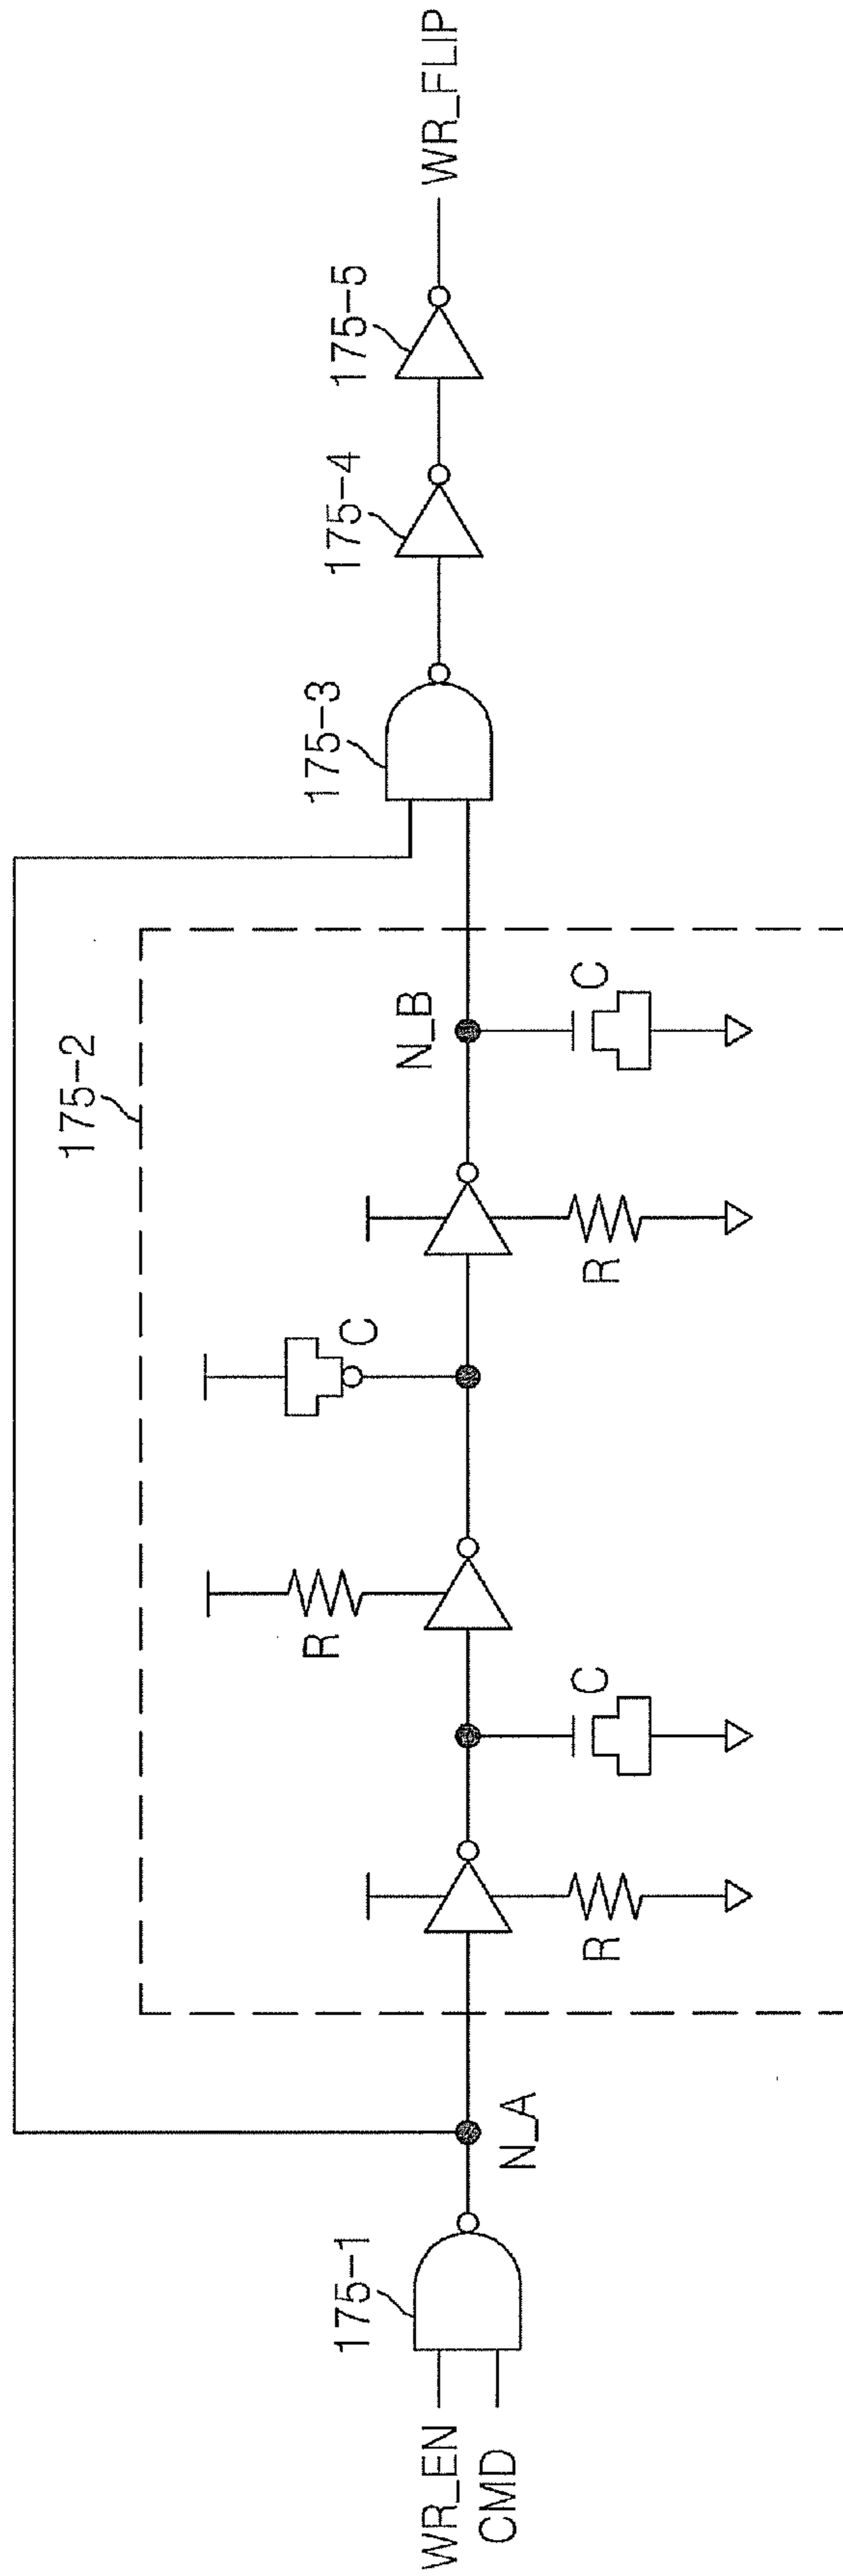 WR_EN
CMD
175-1
N_A
175-2
R
C
R
C
R
N_B
C
175-3
175-4
175-5
WR_FLIP